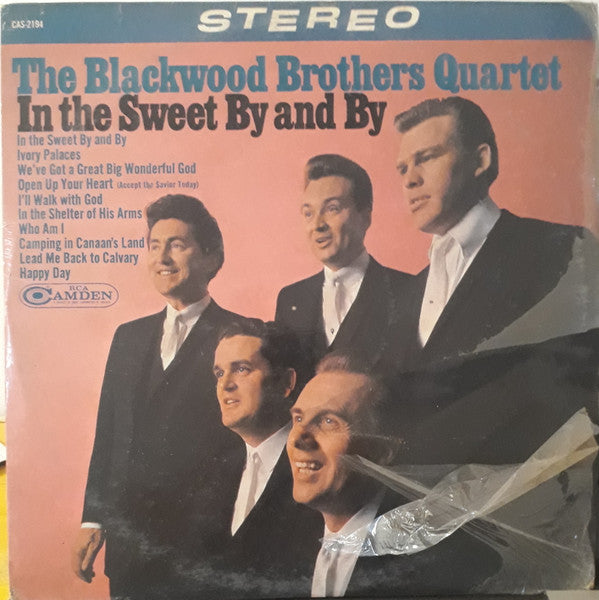 CAS-2194
STEREO
The Blackwood Brothers Quartet
In the Sweet By and By
In the Sweet By and By
Ivory Palaces
We've Got a Great Big Wonderful God
Open Up Your Heart (Accept the Savior Today)
I'll Walk with God
In the Shelter of His Arms
Who Am I
Camping in Canaan's Land
Lead Me Back to Calvary
Happy Day
RCA
CAMDEN